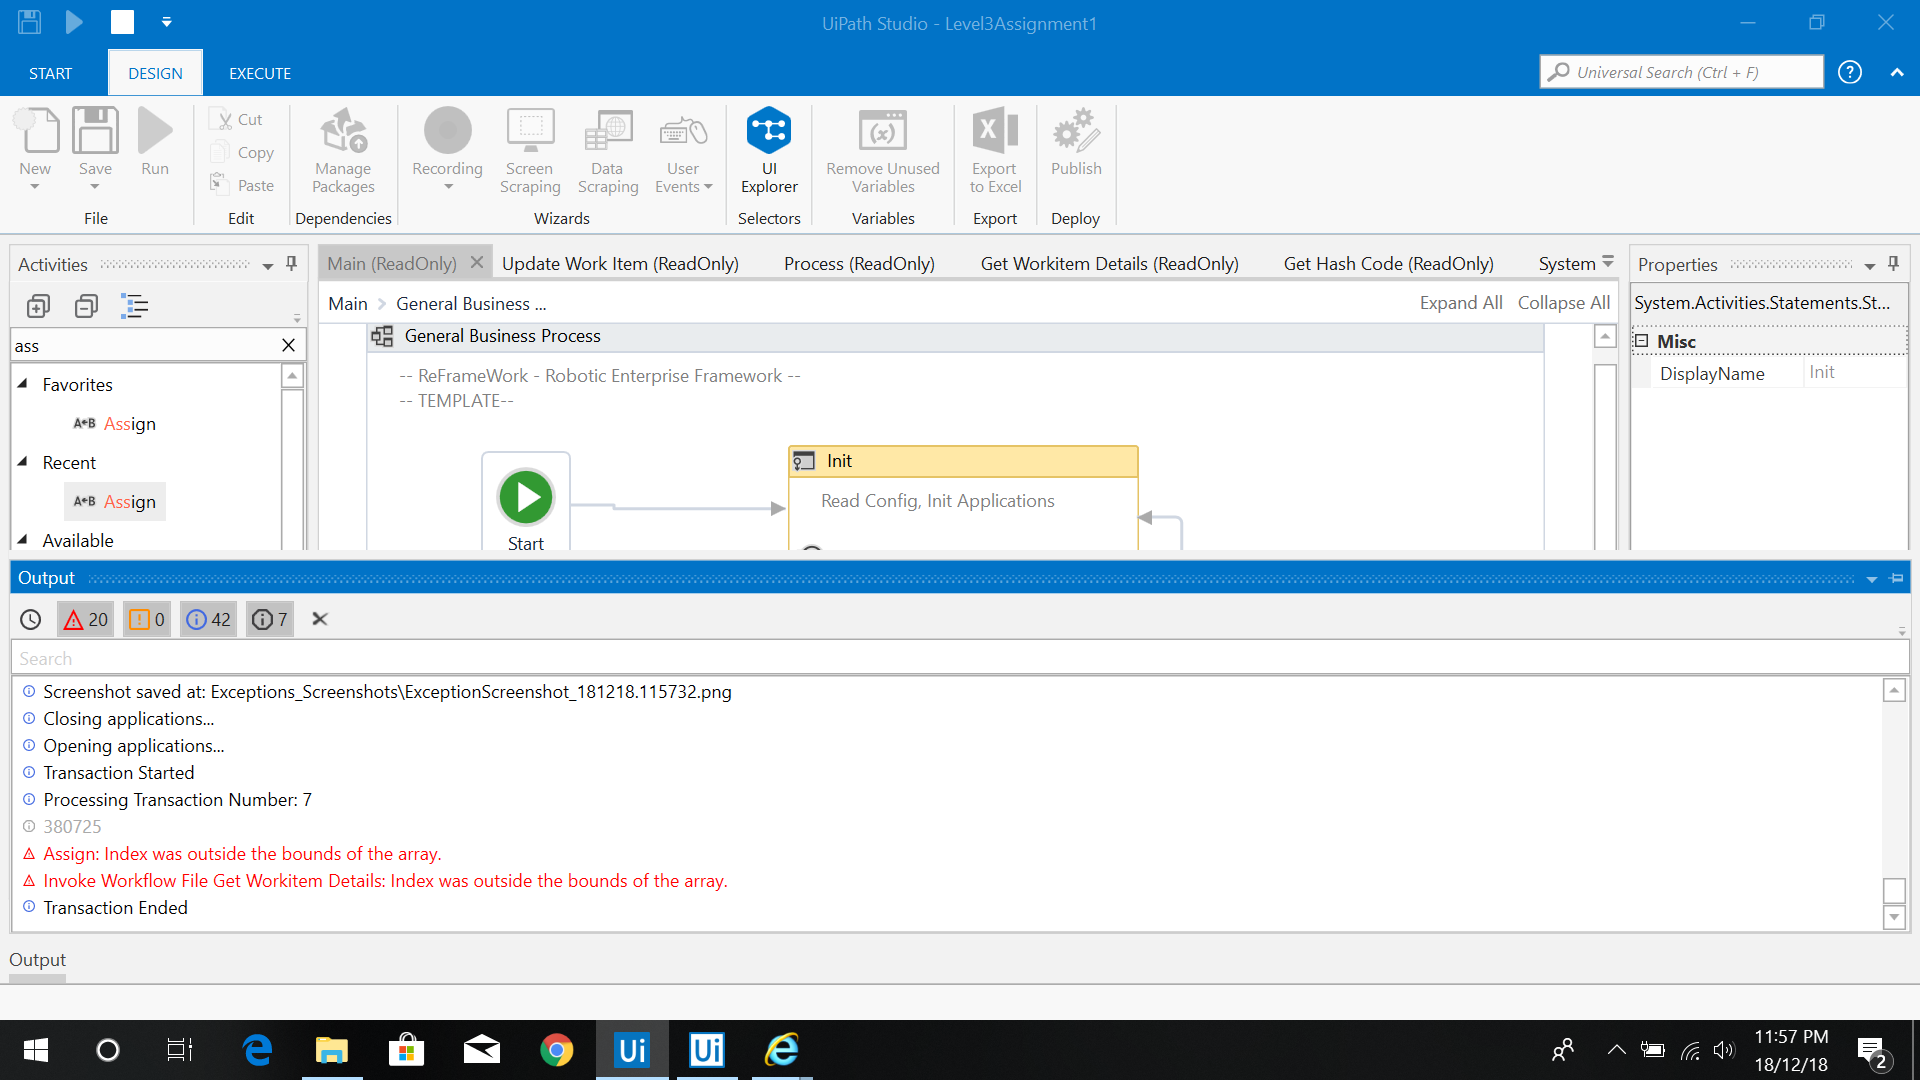 UiPath Studio - Level3Assignment1
START
DESIGN
EXECUTE
Universal Search (Ctrl + F)
?
New
Save
Run
File
Cut
Copy
Paste
Edit
Manage
Packages
Dependencies
Recording
Screen
Scraping
Data
Scraping
User
Events
Wizards
UI
Explorer
Selectors
(x)
Remove Unused
Variables
Variables
X
Export
to Excel
Export
Publish
Deploy
Activities
ass
Favorites
A B Assign
Recent
A B Assign
Available
Main (ReadOnly)
Update Work Item (ReadOnly)
Process (ReadOnly)
Get Workitem Details (ReadOnly)
Get Hash Code (ReadOnly)
System
Main > General Business ...
Expand All
Collapse All
General Business Process
-- ReFrameWork - Robotic Enterprise Framework --
-- TEMPLATE--
Start
Init
Read Config, Init Applications
Properties
System.Activities.Statements.St...
Misc
DisplayName
Init
Output
20
0
42
7
Search
Screenshot saved at: Exceptions_Screenshots\ExceptionScreenshot_181218.115732.png
Closing applications...
Opening applications...
Transaction Started
Processing Transaction Number: 7
380725
Assign: Index was outside the bounds of the array.
Invoke Workflow File Get Workitem Details: Index was outside the bounds of the array.
Transaction Ended
Output
Ui
Ui
11:57 PM
18/12/18
2